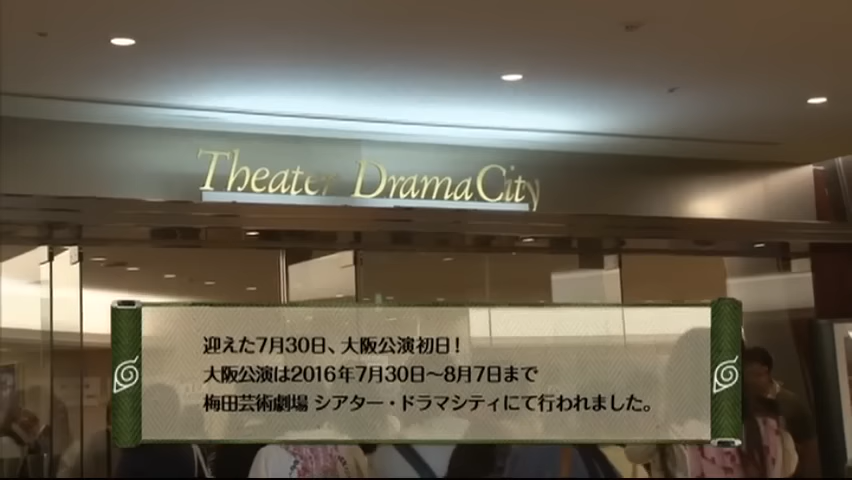 Theater Drama City
迎えた7月30日、大阪公演初日！
大阪公演は2016年7月30日～8月7日まで
梅田芸術劇場 シアター・ドラマシティにて行われました。